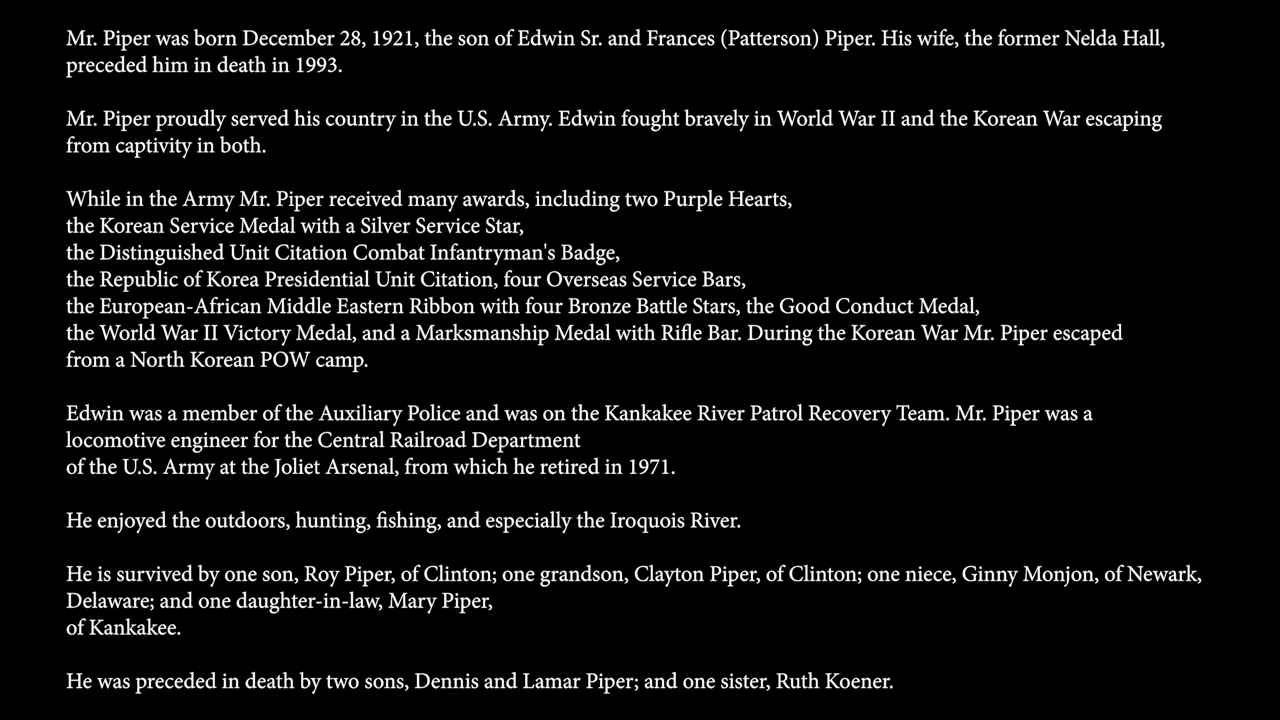 Mr. Piper was born December 28, 1921, the son of Edwin Sr. and Frances (Patterson) Piper. His wife, the former Nelda Hall,
preceded him in death in 1993.
Mr. Piper proudly served his country in the U.S. Army. Edwin fought bravely in World War II and the Korean War escaping
from captivity in both.
While in the Army Mr. Piper received many awards, including two Purple Hearts,
the Korean Service Medal with a Silver Service Star,
the Distinguished Unit Citation Combat Infantryman's Badge,
the Republic of Korea Presidential Unit Citation, four Overseas Service Bars,
the European-African Middle Eastern Ribbon with four Bronze Battle Stars, the Good Conduct Medal,
the World War II Victory Medal, and a Marksmanship Medal with Rifle Bar. During the Korean War Mr. Piper escaped
from a North Korean POW camp.
Edwin was a member of the Auxiliary Police and was on the Kankakee River Patrol Recovery Team. Mr. Piper was a
locomotive engineer for the Central Railroad Department
of the U.S. Army at the Joliet Arsenal, from which he retired in 1971.
He enjoyed the outdoors, hunting, fishing, and especially the Iroquois River.
He is survived by one son, Roy Piper, of Clinton; one grandson, Clayton Piper, of Clinton; one niece, Ginny Monjon, of Newark,
Delaware; and one daughter-in-law, Mary Piper,
of Kankakee.
He was preceded in death by two sons, Dennis and Lamar Piper; and one sister, Ruth Koener.